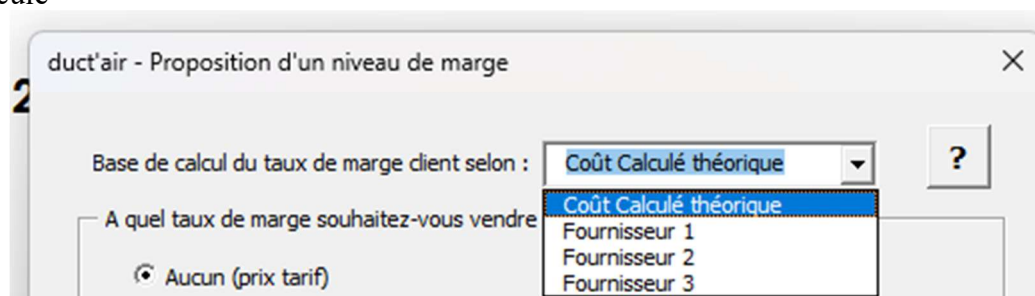 duct'air - Proposition d'un niveau de marge
Base de calcul du taux de marge client selon : Coût Calculé théorique ?
Coût Calculé théorique
A quel taux de marge souhaitez-vous vendre
Fournisseur 1
Fournisseur 2
Aucun (prix tarif)
Fournisseur 3